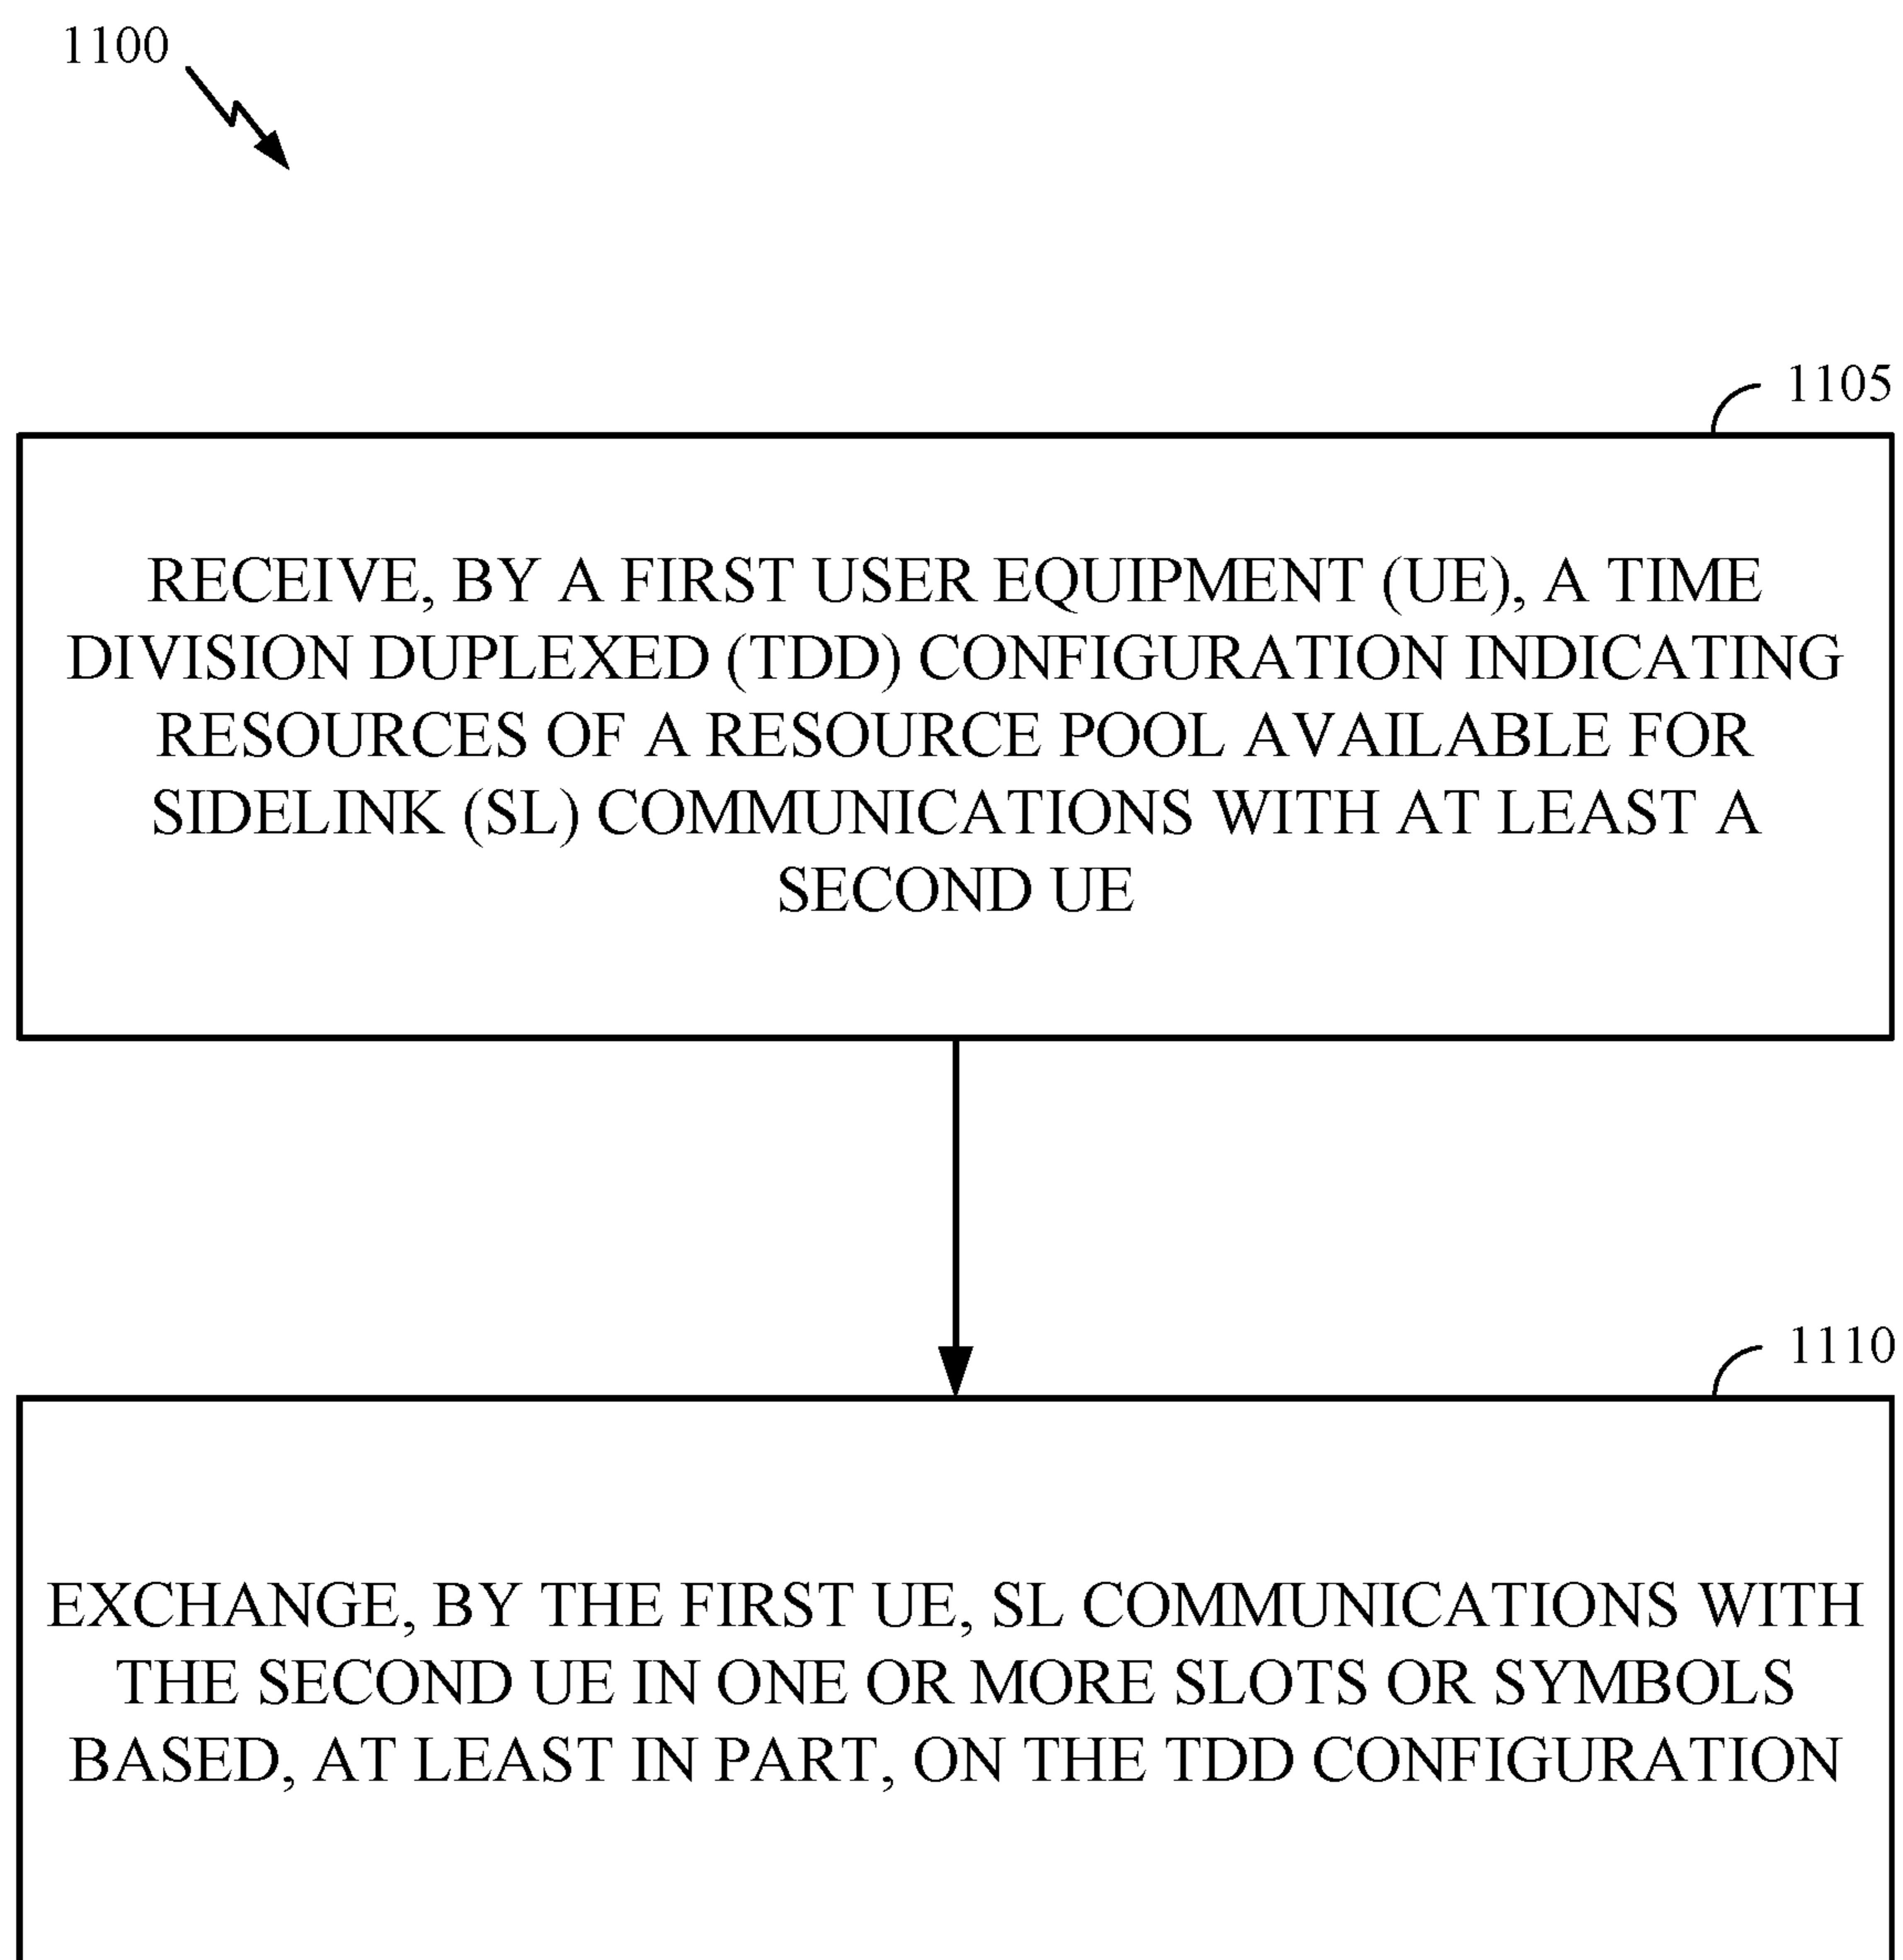 1100
1105
RECEIVE, BY A FIRST USER EQUIPMENT (UE), A TIME
DIVISION DUPLEXED (TDD) CONFIGURATION INDICATING
RESOURCES OF A RESOURCE POOL AVAILABLE FOR
SIDELINK (SL) COMMUNICATIONS WITH AT LEAST A
SECOND UE
1110
EXCHANGE, BY THE FIRST UE, SL COMMUNICATIONS WITH
THE SECOND UE IN ONE OR MORE SLOTS OR SYMBOLS
BASED, AT LEAST IN PART, ON THE TDD CONFIGURATION